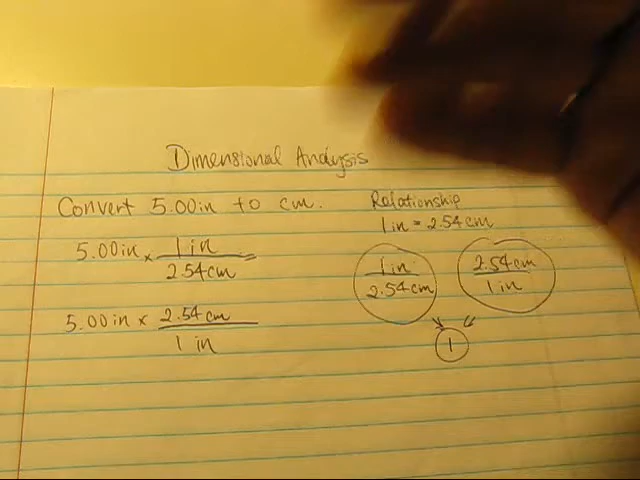 Dimensional Analysis
Convert 5.00in to cm.
5.00in × 1in / 2.54cm =
5.00in × 2.54cm / 1in
Relationship
1in = 2.54cm
1in / 2.54cm
2.54cm / 1in
1